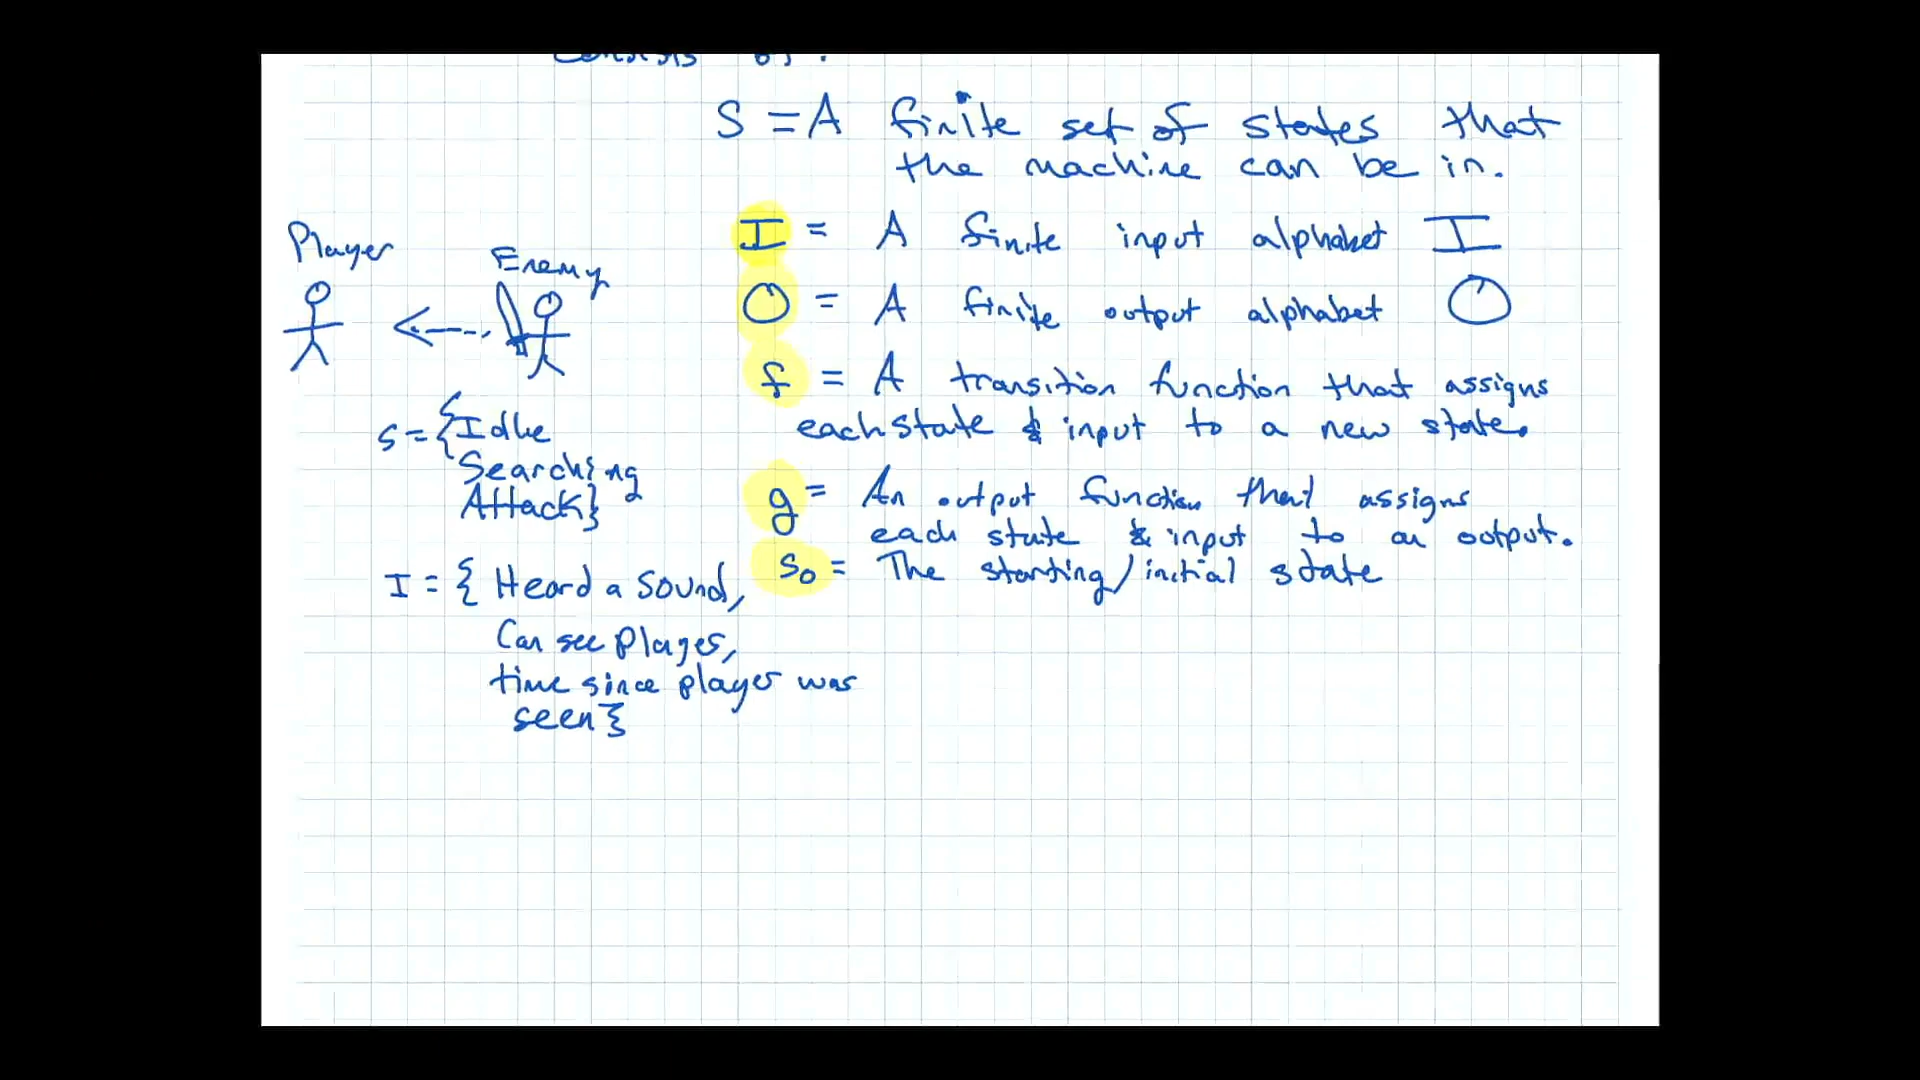 consists of:
S = A finite set of states that
the machine can be in.
I = A finite input alphabet I
O = A finite output alphabet O
f = A transition function that assigns
each state & input to a new state.
g = An output function that assigns
each state & input to an output.
s0 = The starting/initial state
Player
Enemy
S = {Idle
Searching
Attack}
I = { Heard a sound,
Can see player,
time since player was
seen}